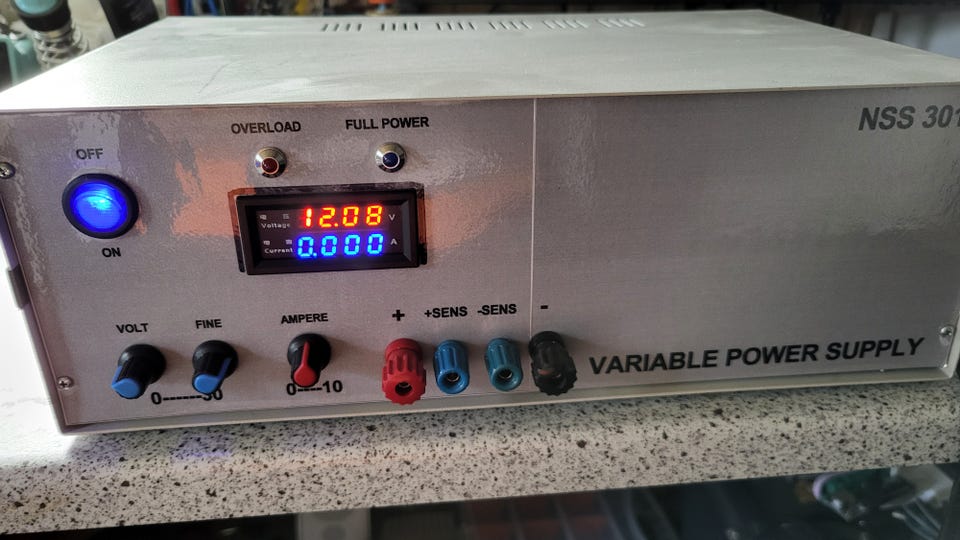 NSS 301
OFF
OVERLOAD
FULL POWER
ON
Voltage 12.08 V
Current 0.000 A
VOLT
FINE
AMPERE
+
+SENS
-SENS
-
0------30
0----10
VARIABLE POWER SUPPLY